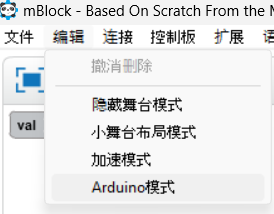 mBlock - Based On Scratch From the M
文件 编辑 连接 控制板 扩展 语
撤消删除
隐藏舞台模式
小舞台布局模式
val
加速模式
Arduino模式